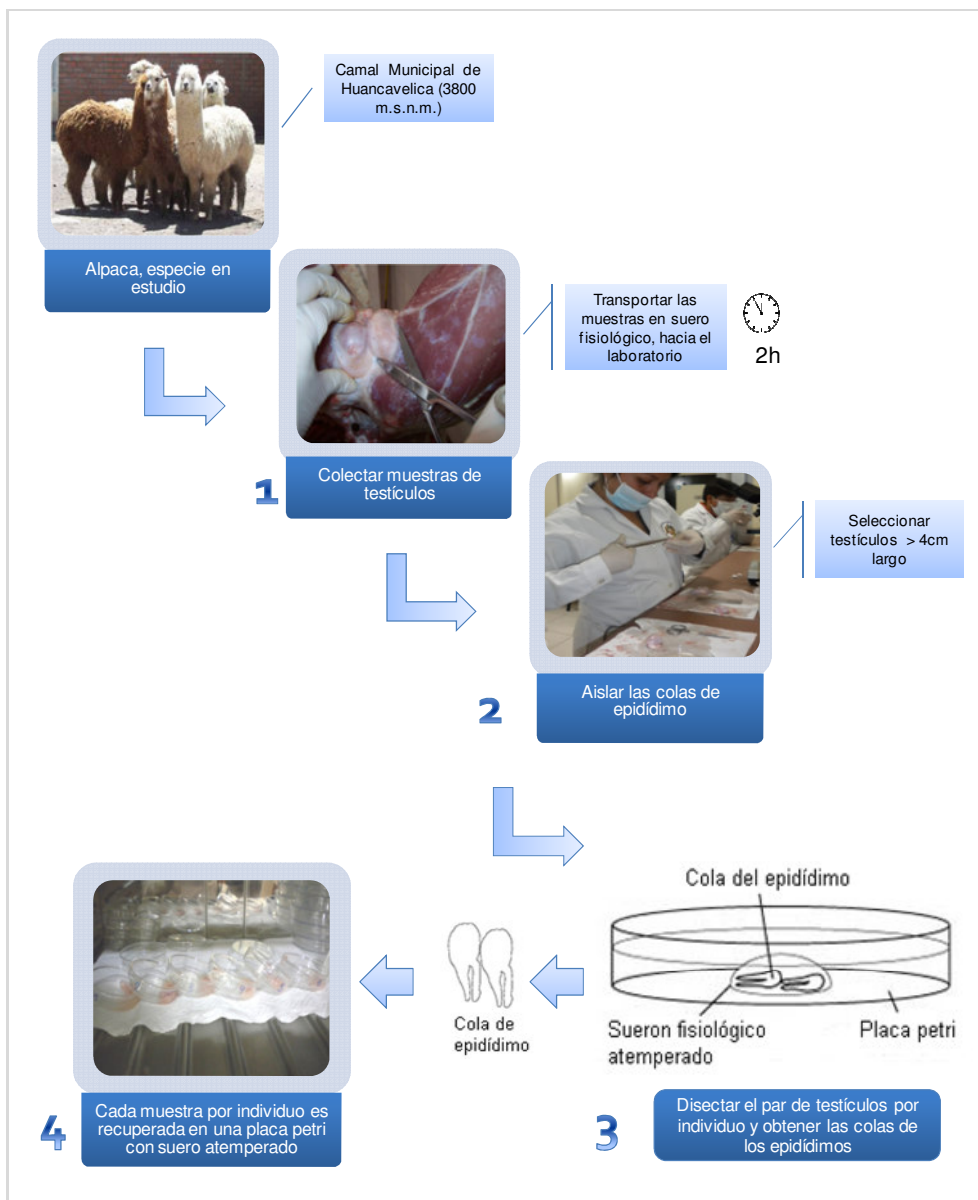 Camal Municipal de
Huancavelica (3800
m.s.n.m.)
Alpaca, especie en
estudio
Transportar las
muestras en suero
fisiológico, hacia el
laboratorio
2h
1
Colectar muestras de
testículos
Seleccionar
testículos > 4cm
largo
2
Aislar las colas de
epidídimo
Cola del epidídimo
Sueron fisiológico
atemperado
Placa petri
Cola de
epidídimo
3
Disectar el par de testículos por
individuo y obtener las colas de
los epidídimos
4
Cada muestra por individuo es
recuperada en una placa petri
con suero atemperado